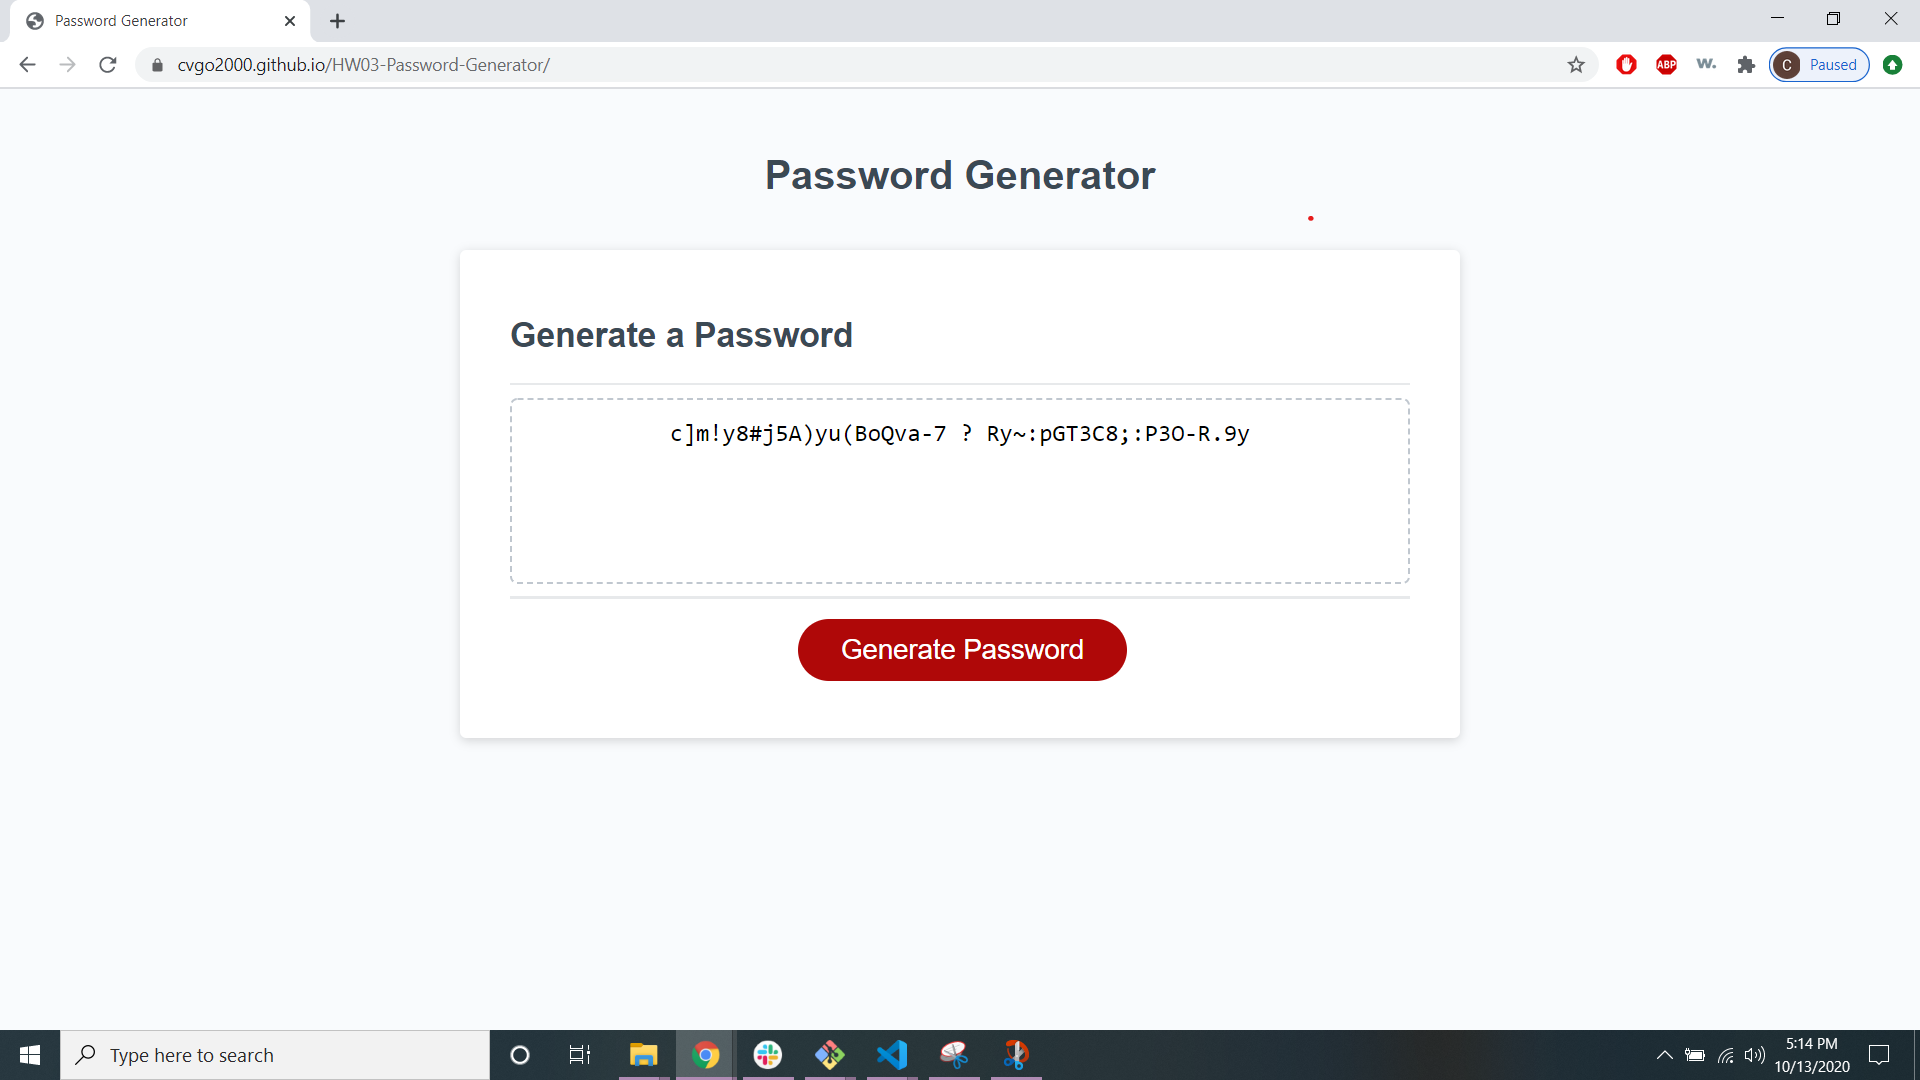 Password Generator
cvgo2000.github.io/HW03-Password-Generator/
ABP
w.
C
Paused
Password Generator
Generate a Password
c]m!y8#j5A)yu(BoQva-7 ? Ry~:pGT3C8;:P3O-R.9y
Generate Password
Type here to search
5:14 PM
10/13/2020